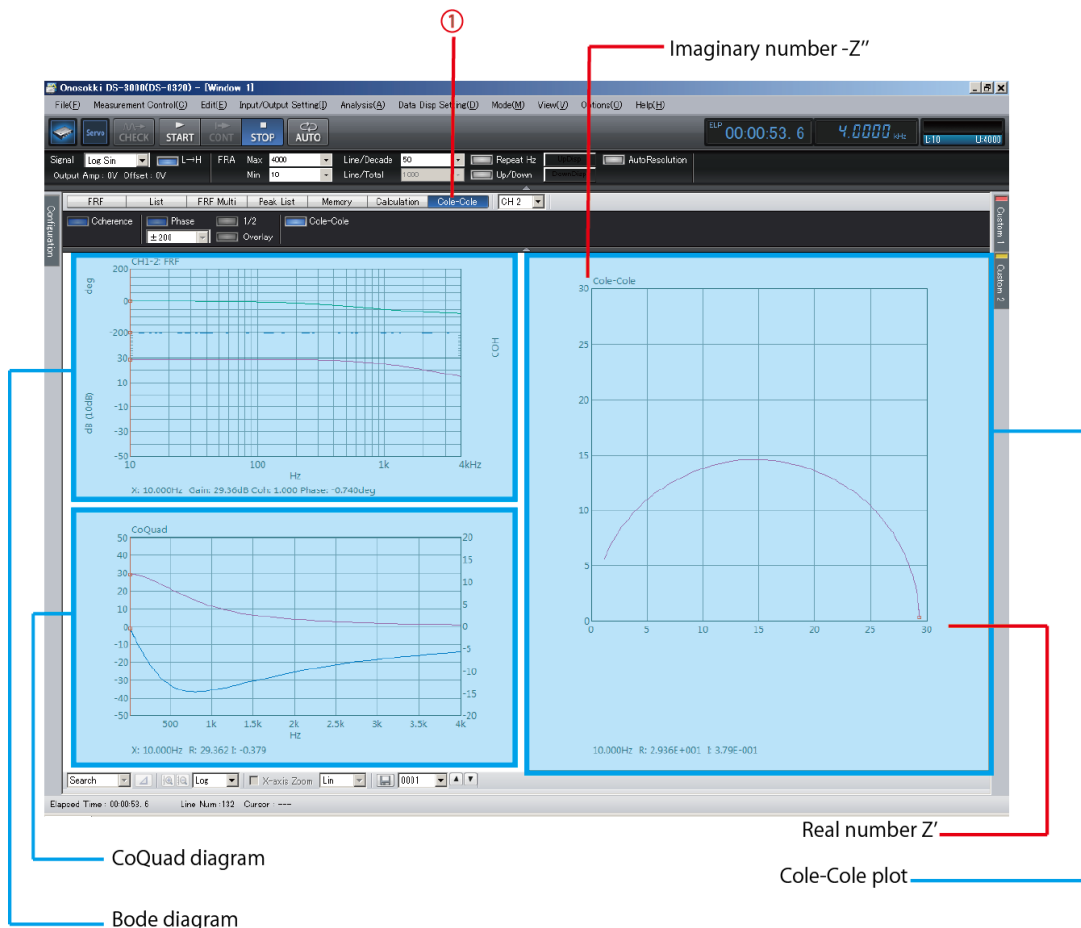 ①
Imaginary number -Z″
Onosokki DS-3000(DS-0320) - [Window 1]
File(F) Measurement Control(G) Edit(E) Input/Output Setting(I) Analysis(A) Data Disp Setting(D) Mode(M) View(V) Options(O) Help(H)
Servo CHECK START CONT STOP AUTO
ELP 00:00:53. 6 4.0000 kHz L:10 U:4000
Signal Log Sin L→H FRA Max 4000 Line/Decade 50 Repeat Hz AutoResolution
Output Amp : 0V Offset : 0V Min 10 Line/Total 1000 Up/Down
FRF List FRF Multi Peak List Memory Calculation Cole-Cole CH 2
Configuration
Coherence Phase 1/2 Cole-Cole
±200 Overlay
Custom 1
Custom 2
CH1-2: FRF
200
deg
0
-200
30
COH
10
dB (10dB)
-10
-30
-50
10 100 1k 4kHz
Hz
X: 10.000Hz Gain: 29.36dB Coh: 1.000 Phase: -0.740deg
CoQuad
50 20
40 15
30 10
20
10 5
0 0
-10 -5
-20
-30 -10
-40 -15
-50 -20
500 1k 1.5k 2k 2.5k 3k 3.5k 4k
Hz
X: 10.000Hz R: 29.362 I: -0.379
Cole-Cole
30
25
20
15
10
5
0
0 5 10 15 20 25 30
10.000Hz R: 2.936E+001 I: 3.79E-001
Search Log X-axis Zoom Lin 0001
Elapsed Time : 00:00:53. 6 Line Num :132 Cursor : ---
Real number Z’
CoQuad diagram
Cole-Cole plot
Bode diagram